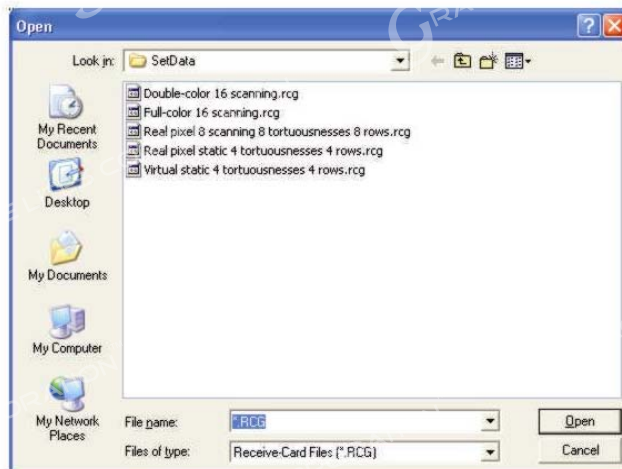 Open
Look in:
SetData
Double-color 16 scanning.rcg
Full-color 16 scanning.rcg
Real pixel 8 scanning 8 tortuousnesses 8 rows.rcg
Real pixel static 4 tortuousnesses 4 rows.rcg
Virtual static 4 tortuousnesses 4 rows.rcg
My Recent
Documents
Desktop
My Documents
My Computer
My Network
Places
File name:
*.RCG
Open
Files of type:
Receive-Card Files (*.RCG)
Cancel